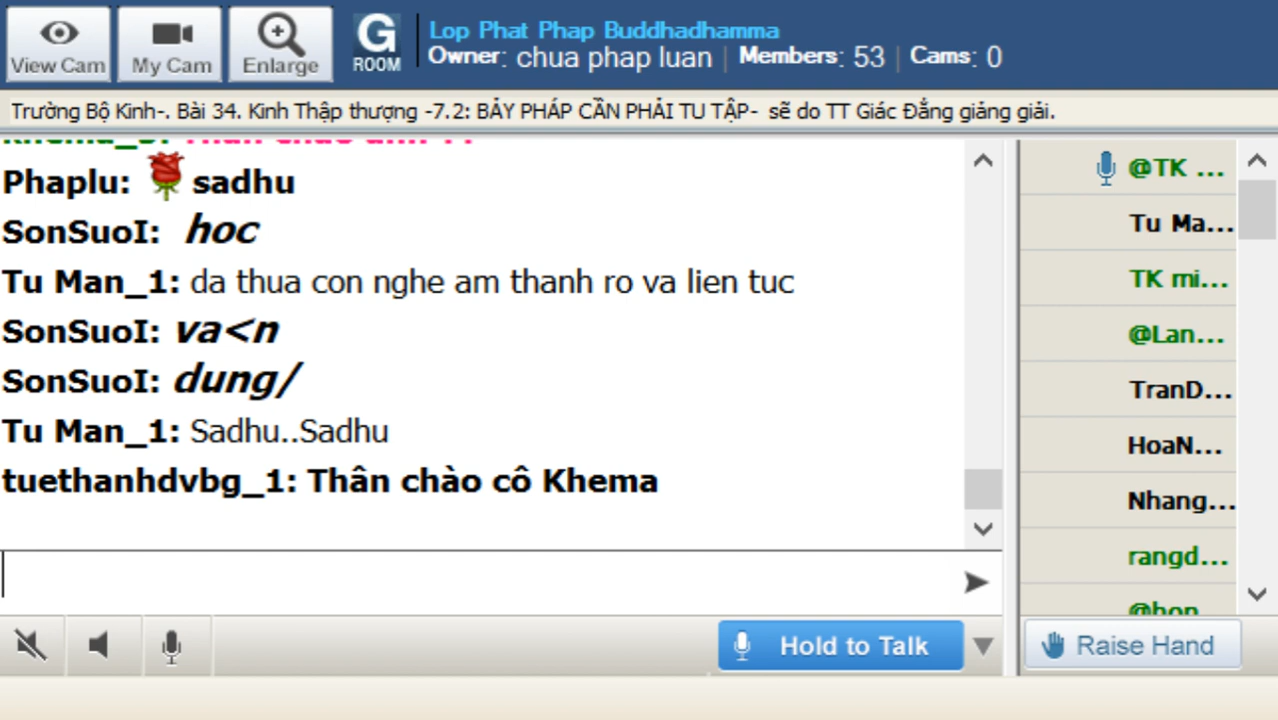 View Cam
My Cam
Enlarge
G
ROOM
Lop Phat Phap Buddhadhamma
Owner: chua phap luan | Members: 53 | Cams: 0
Trường Bộ Kinh-. Bài 34. Kinh Thập thượng -7.2: BẢY PHÁP CẦN PHẢI TU TẬP- sẽ do TT Giác Đẳng giảng giải.
Phaplu: sadhu
SonSuoI: hoc
Tu Man_1: da thua con nghe am thanh ro va lien tuc
SonSuoI: va<n
SonSuoI: dung/
Tu Man_1: Sadhu..Sadhu
tuethanhdvbg_1: Thân chào cô Khema
@TK ...
Tu Ma...
TK mi...
@Lan...
TranD...
HoaN...
Nhang...
rangd...
Hold to Talk
Raise Hand